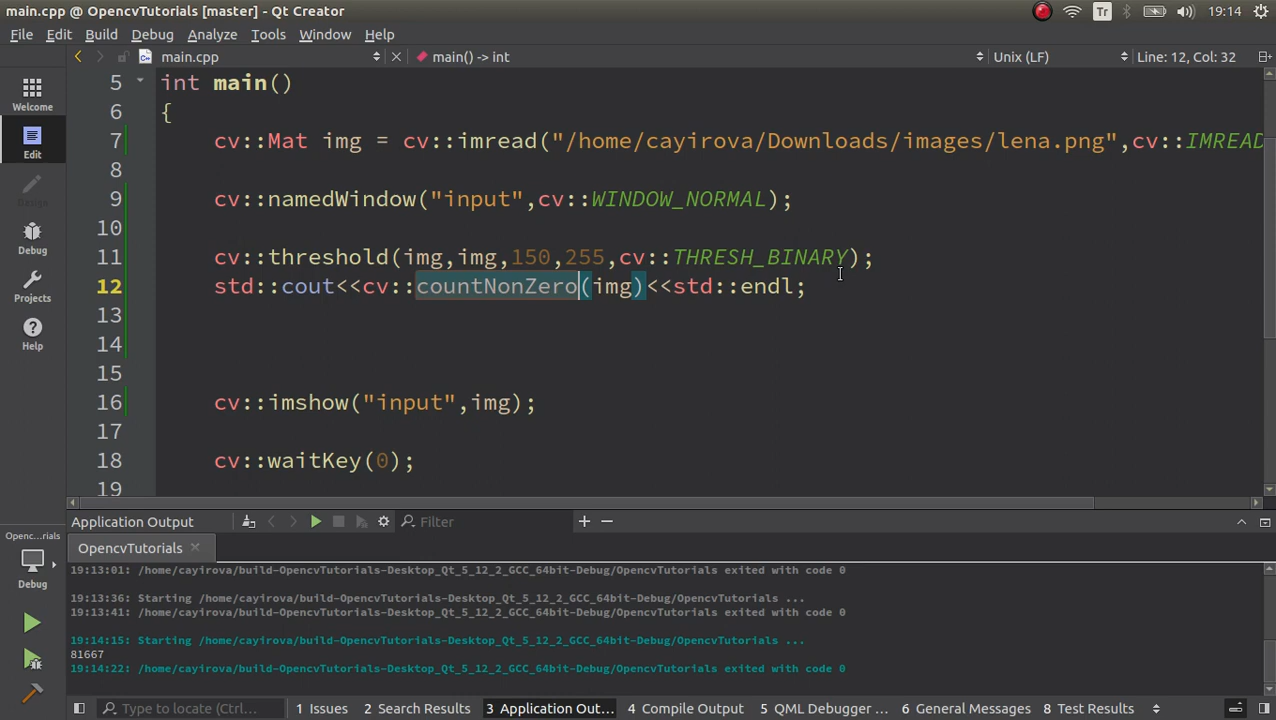 main.cpp @ OpencvTutorials [master] - Qt Creator
Tr
19:14
File Edit Build Debug Analyze Tools Window Help
main.cpp
main() -> int
Unix (LF)
Line: 12, Col: 32
Welcome
Edit
Design
Debug
Projects
Help
5 int main()
6 {
7 cv::Mat img = cv::imread("/home/cayirova/Downloads/images/lena.png",cv::IMREAD
8
9 cv::namedWindow("input",cv::WINDOW_NORMAL);
10
11 cv::threshold(img,img,150,255,cv::THRESH_BINARY);
12 std::cout<<cv::countNonZero(img)<<std::endl;
13
14
15
16 cv::imshow("input",img);
17
18 cv::waitKey(0);
19
Openc...rials
Debug
Application Output
Filter
OpencvTutorials
19:13:01: /home/cayirova/build-OpencvTutorials-Desktop_Qt_5_12_2_GCC_64bit-Debug/OpencvTutorials exited with code 0
19:13:36: Starting /home/cayirova/build-OpencvTutorials-Desktop_Qt_5_12_2_GCC_64bit-Debug/OpencvTutorials ...
19:13:41: /home/cayirova/build-OpencvTutorials-Desktop_Qt_5_12_2_GCC_64bit-Debug/OpencvTutorials exited with code 0
19:14:15: Starting /home/cayirova/build-OpencvTutorials-Desktop_Qt_5_12_2_GCC_64bit-Debug/OpencvTutorials ...
81667
19:14:22: /home/cayirova/build-OpencvTutorials-Desktop_Qt_5_12_2_GCC_64bit-Debug/OpencvTutorials exited with code 0
Type to locate (Ctrl...
1 Issues
2 Search Results
3 Application Out...
4 Compile Output
5 QML Debugger ...
6 General Messages
8 Test Results